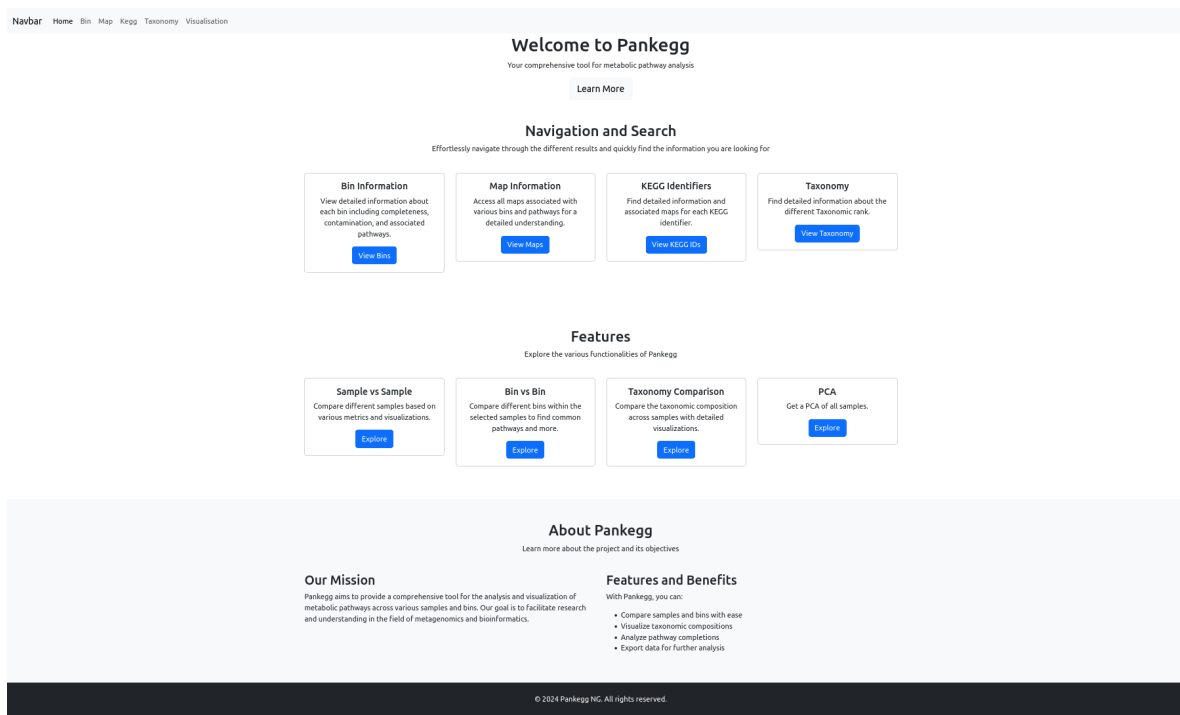 Navbar Home Bin Map Kegg Taxonomy Visualisation
Welcome to Pankegg
Your comprehensive tool for metabolic pathway analysis
Learn More
Navigation and Search
Effortlessly navigate through the different results and quickly find the information you are looking for
Bin Information
View detailed information about
each bin including completeness,
contamination, and associated
pathways.
View Bins
Map Information
Access all maps associated with
various bins and pathways for a
detailed understanding.
View Maps
KEGG Identifiers
Find detailed information and
associated maps for each KEGG
identifier.
View KEGG IDs
Taxonomy
Find detailed information about the
different Taxonomic rank.
View Taxonomy
Features
Explore the various functionalities of Pankegg
Sample vs Sample
Compare different samples based on
various metrics and visualizations.
Explore
Bin vs Bin
Compare different bins within the
selected samples to find common
pathways and more.
Explore
Taxonomy Comparison
Compare the taxonomic composition
across samples with detailed
visualizations.
Explore
PCA
Get a PCA of all samples.
Explore
About Pankegg
Learn more about the project and its objectives
Our Mission
Pankegg aims to provide a comprehensive tool for the analysis and visualization of
metabolic pathways across various samples and bins. Our goal is to facilitate research
and understanding in the field of metagenomics and bioinformatics.
Features and Benefits
With Pankegg, you can:
• Compare samples and bins with ease
• Visualize taxonomic compositions
• Analyze pathway completions
• Export data for further analysis
© 2024 Pankegg NG. All rights reserved.